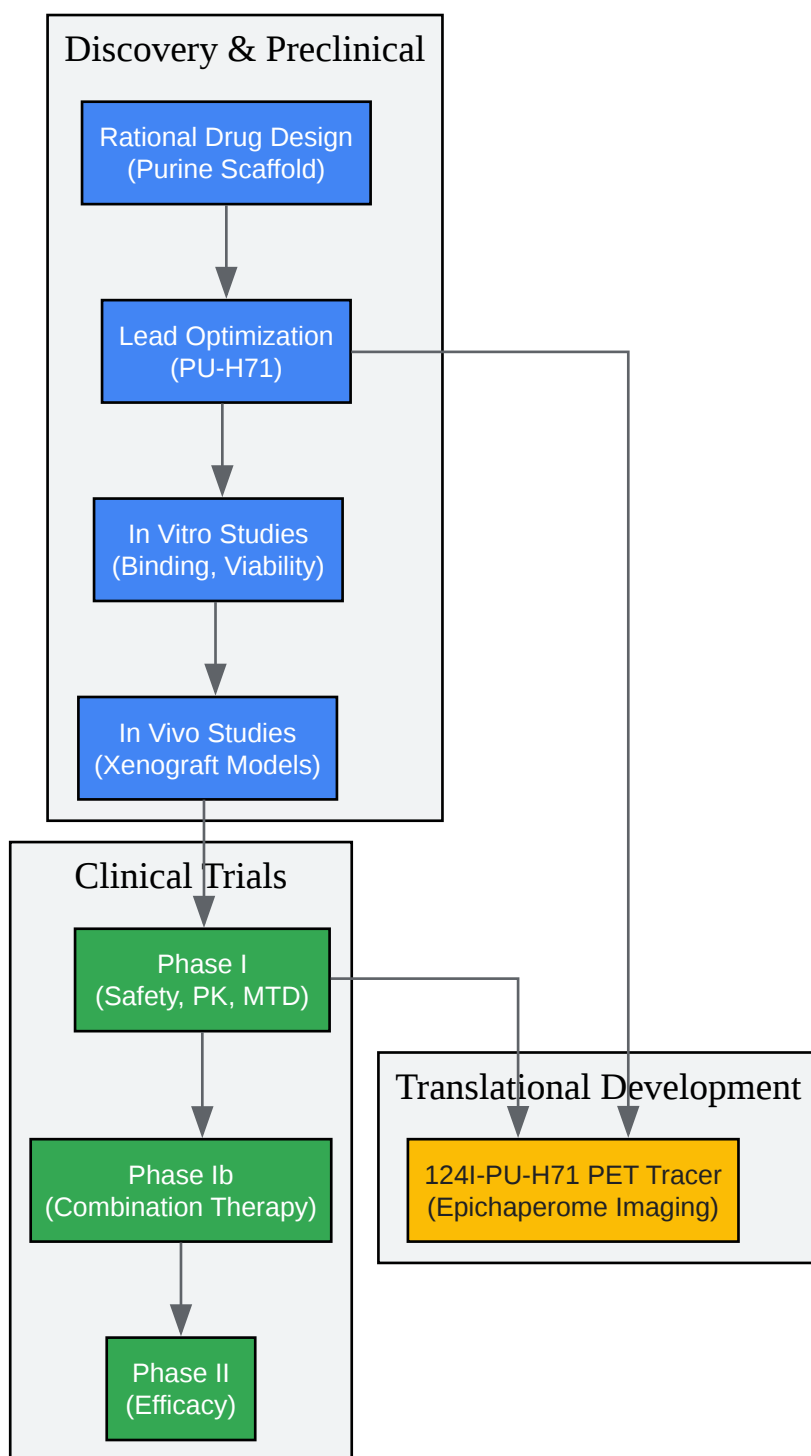 Discovery & Preclinical
Rational Drug Design
(Purine Scaffold)
Lead Optimization
(PU-H71)
In Vitro Studies
(Binding, Viability)
In Vivo Studies
(Xenograft Models)
Clinical Trials
Phase I
(Safety, PK, MTD)
Translational Development
Phase Ib
(Combination Therapy)
124I-PU-H71 PET Tracer
(Epichaperome Imaging)
Phase II
(Efficacy)